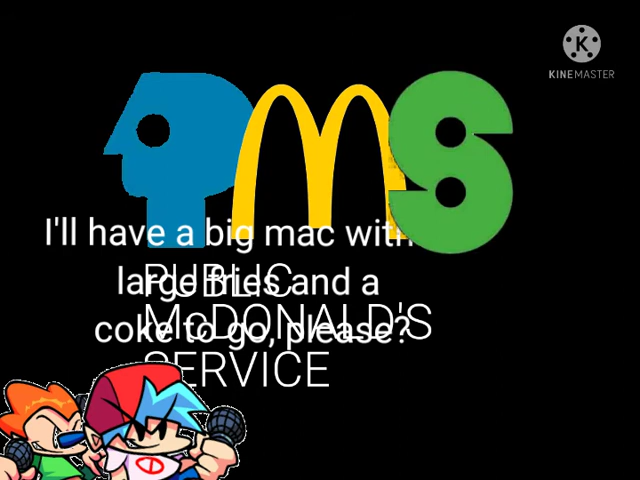 KINEMASTER
I'll have a big mac with
large fries and a
coke to go, please?
PUBLIC
McDONALD'S
SERVICE